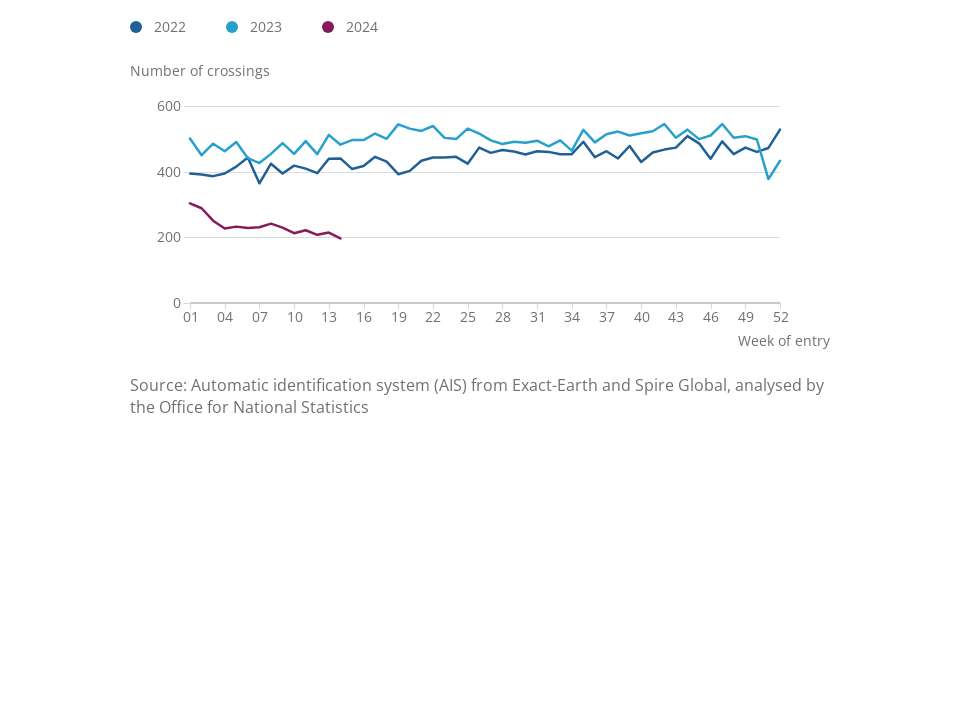 2022 2023 2024
Number of crossings
600
400
200
0
01 04 07 10 13 16 19 22 25 28 31 34 37 40 43 46 49 52
Week of entry
Source: Automatic identification system (AIS) from Exact-Earth and Spire Global, analysed by
the Office for National Statistics